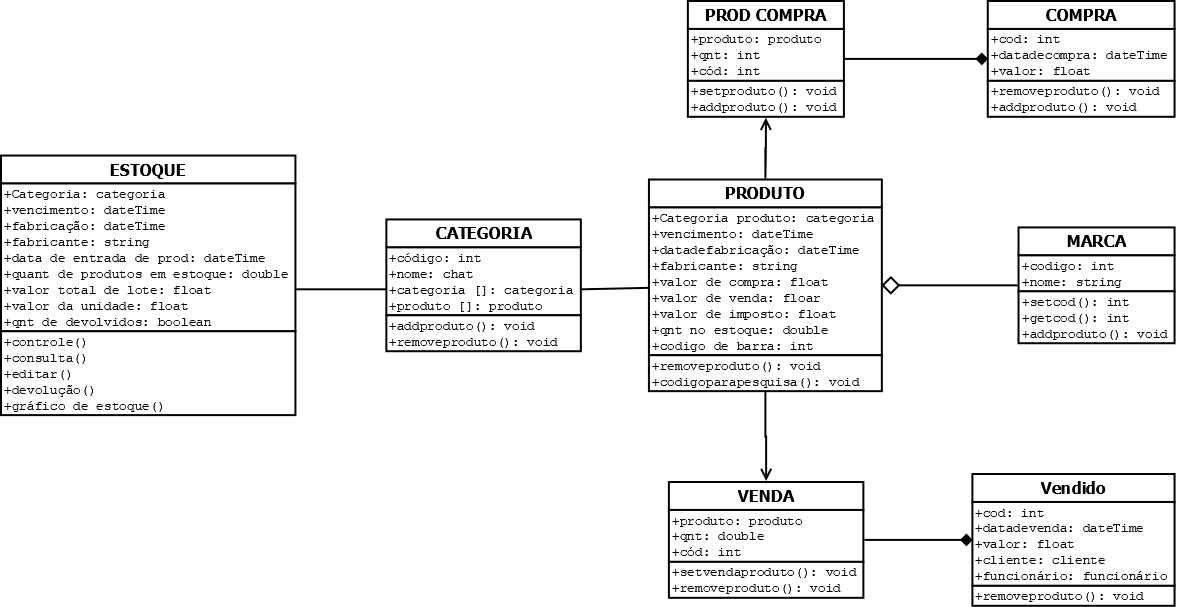 PROD COMPRA
+produto: produto
+qnt: int
+cód: int
+setproduto(): void
+addproduto(): void
COMPRA
+cod: int
+datadecompra: dateTime
+valor: float
+removeproduto(): void
+addproduto(): void
ESTOQUE
+Categoria: categoria
+vencimento: dateTime
+fabricação: dateTime
+fabricante: string
+data de entrada de prod: dateTime
+quant de produtos em estoque: double
+valor total de lote: float
+valor da unidade: float
+qnt de devolvidos: boolean
+controle()
+consulta()
+editar()
+devolução()
+gráfico de estoque()
CATEGORIA
+código: int
+nome: chat
+categoria []: categoria
+produto []: produto
+addproduto(): void
+removeproduto(): void
PRODUTO
+Categoria produto: categoria
+vencimento: dateTime
+datadefabricação: dateTime
+fabricante: string
+valor de compra: float
+valor de venda: floar
+valor de imposto: float
+qnt no estoque: double
+codigo de barra: int
+removeproduto(): void
+codigoparapesquisa(): void
MARCA
+codigo: int
+nome: string
+setcod(): int
+getcod(): int
+addproduto(): void
VENDA
+produto: produto
+qnt: double
+cód: int
+setvendaproduto(): void
+removeproduto(): void
Vendido
+cod: int
+datadevenda: dateTime
+valor: float
+cliente: cliente
+funcionário: funcionário
+removeproduto(): void